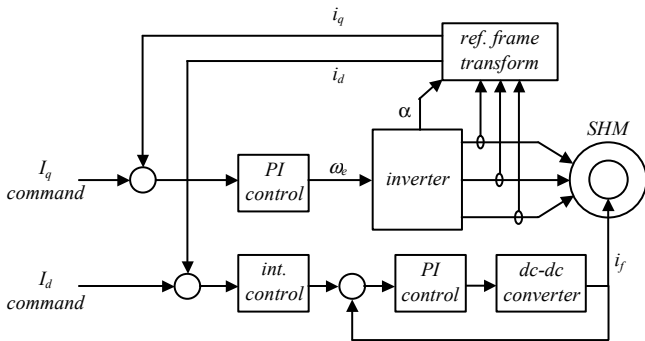 i_q
ref. frame
transform
i_d
α
SHM
I_q
command
PI
control
ω_e
inverter
I_d
command
int.
control
PI
control
dc-dc
converter
i_f